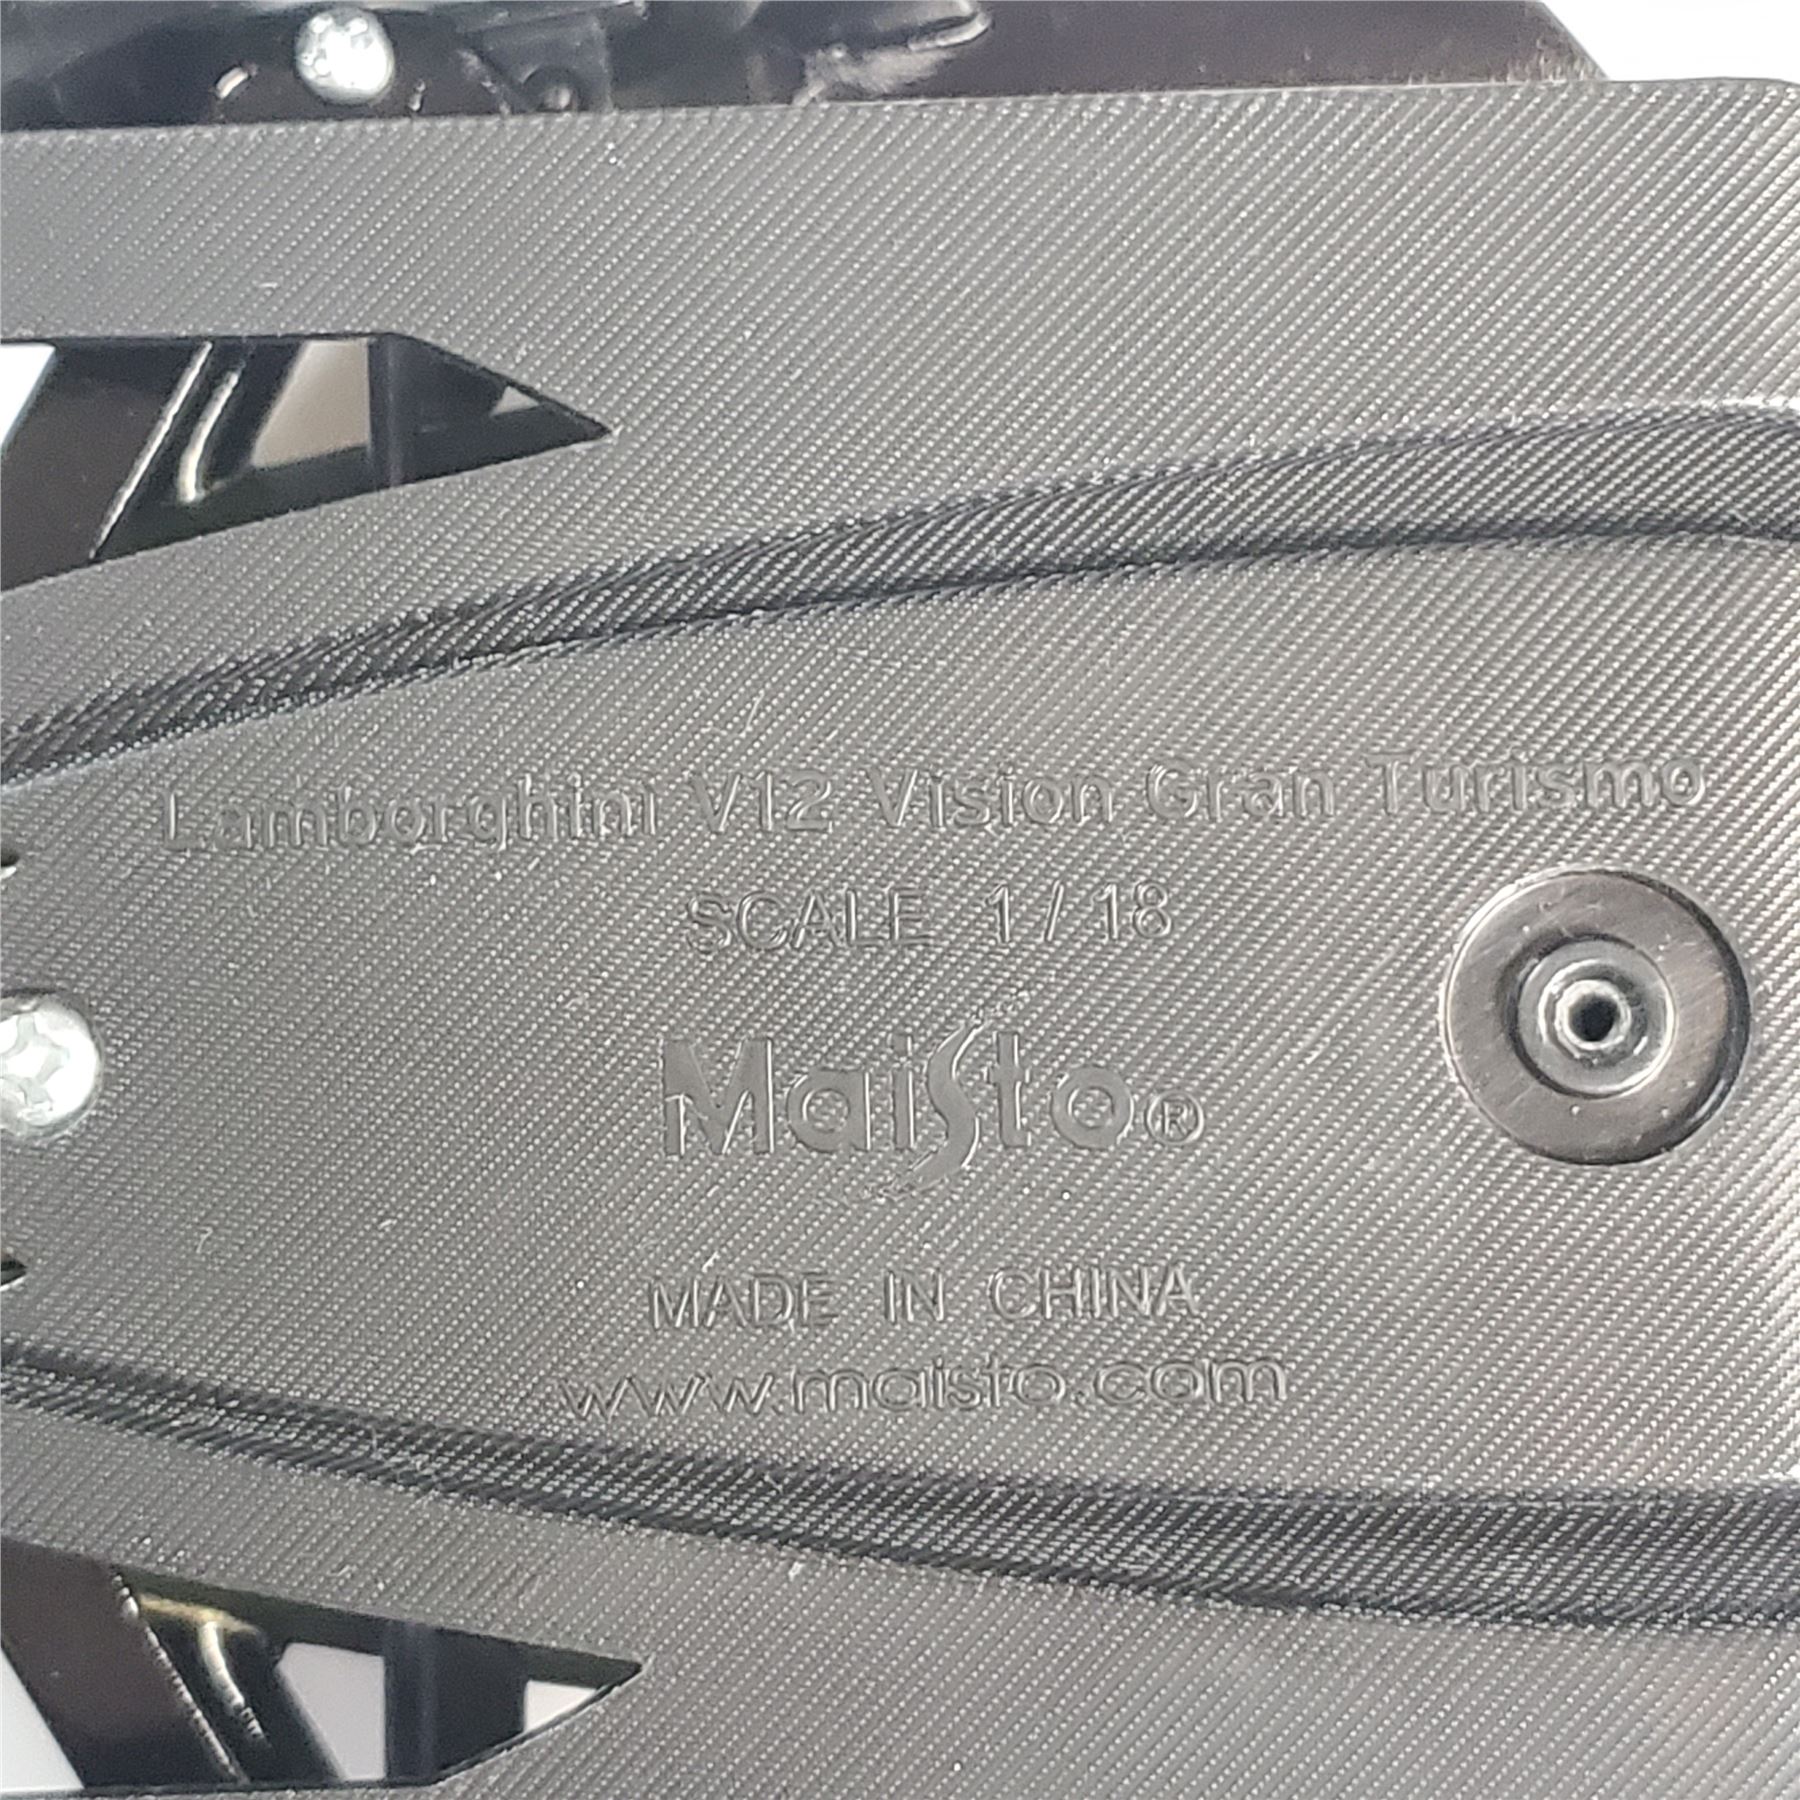 Lamborghini V12 Vision Gran Turismo
SCALE 1/18
Maisto®
MADE IN CHINA
www.maisto.com